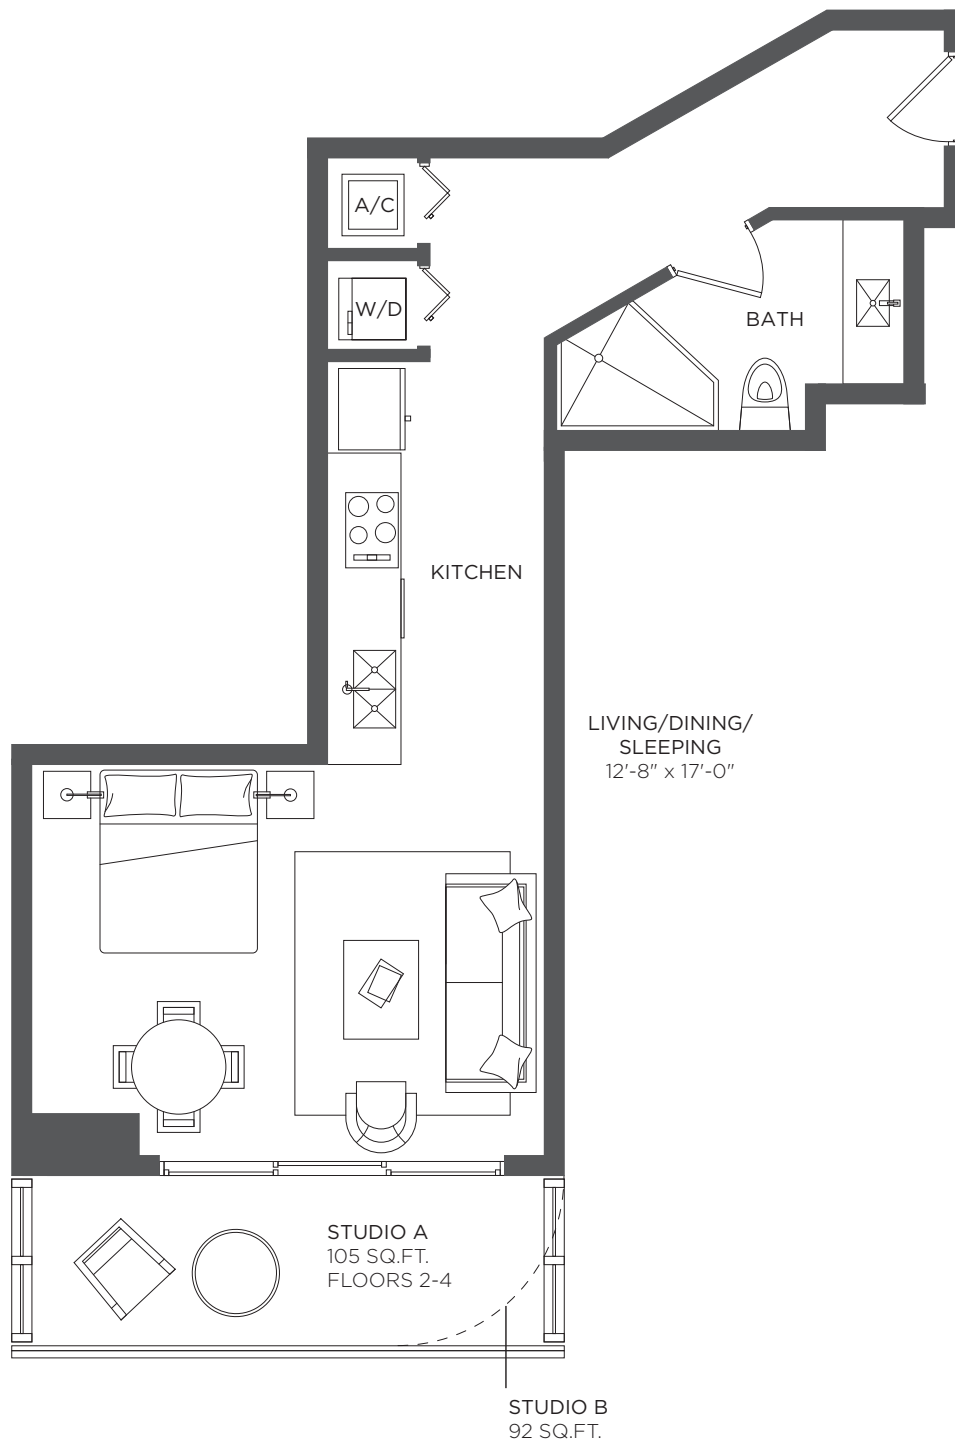 A/C
W/D
BATH
KITCHEN
LIVING/DINING/
SLEEPING
12'-8" x 17'-0"
STUDIO A
105 SQ.FT.
FLOORS 2-4
STUDIO B
92 SQ.FT.